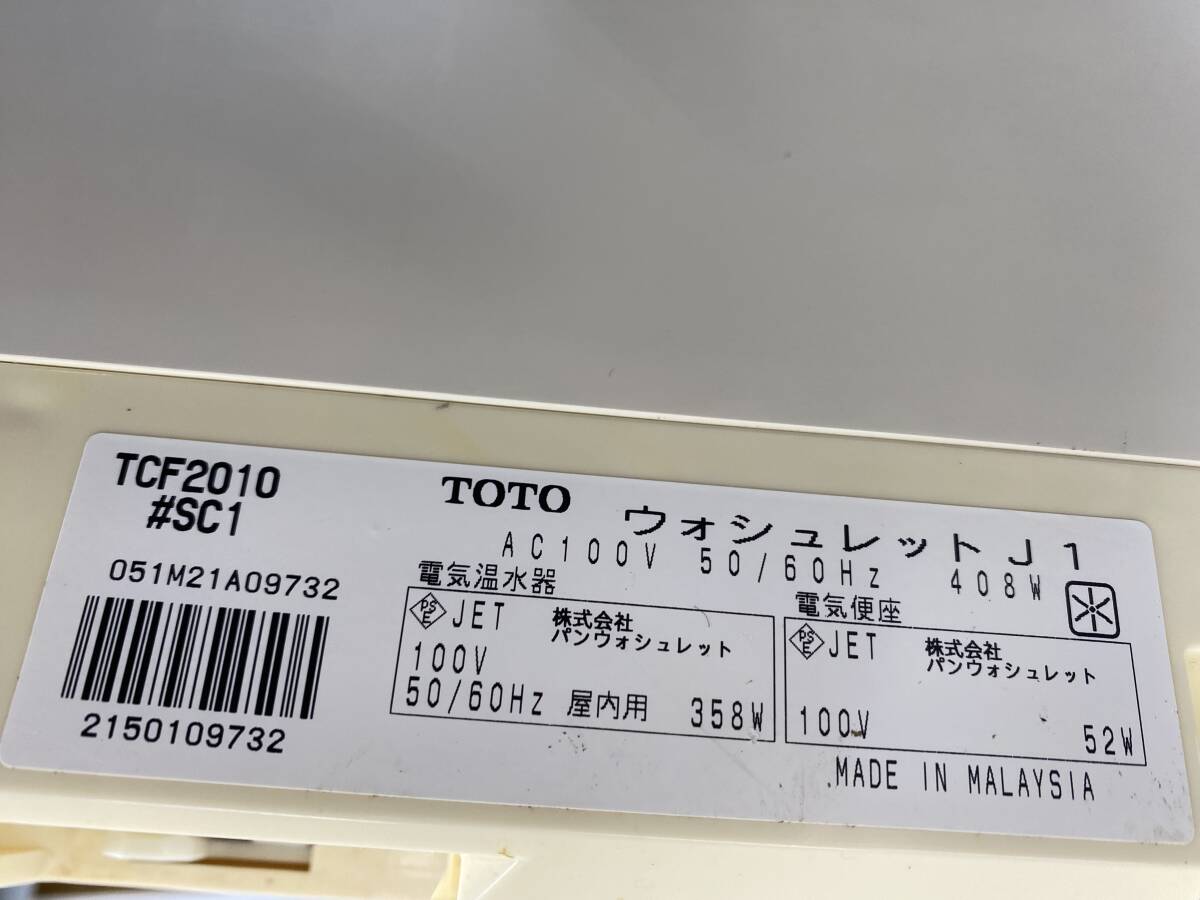 TCF2010
#SC1
051M21A09732
2150109732
TOTO ウォシュレットJ1
AC100V 50/60Hz 408W
電気温水器
PSE JET 株式会社
パンウォシュレット
100V
50/60Hz 屋内用 358W
電気便座
PSE JET 株式会社
パンウォシュレット
100V 52W
MADE IN MALAYSIA